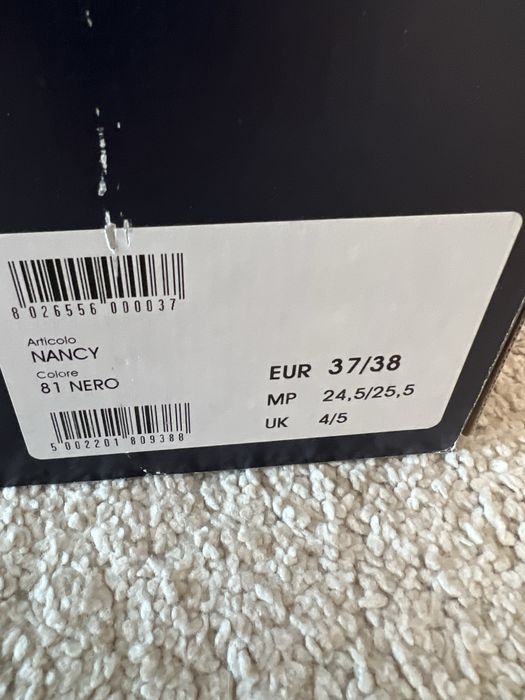 8 026556 000037
Articolo
NANCY
Colore
81 NERO
EUR 37/38
MP 24,5/25,5
UK 4/5
5 002201 809388